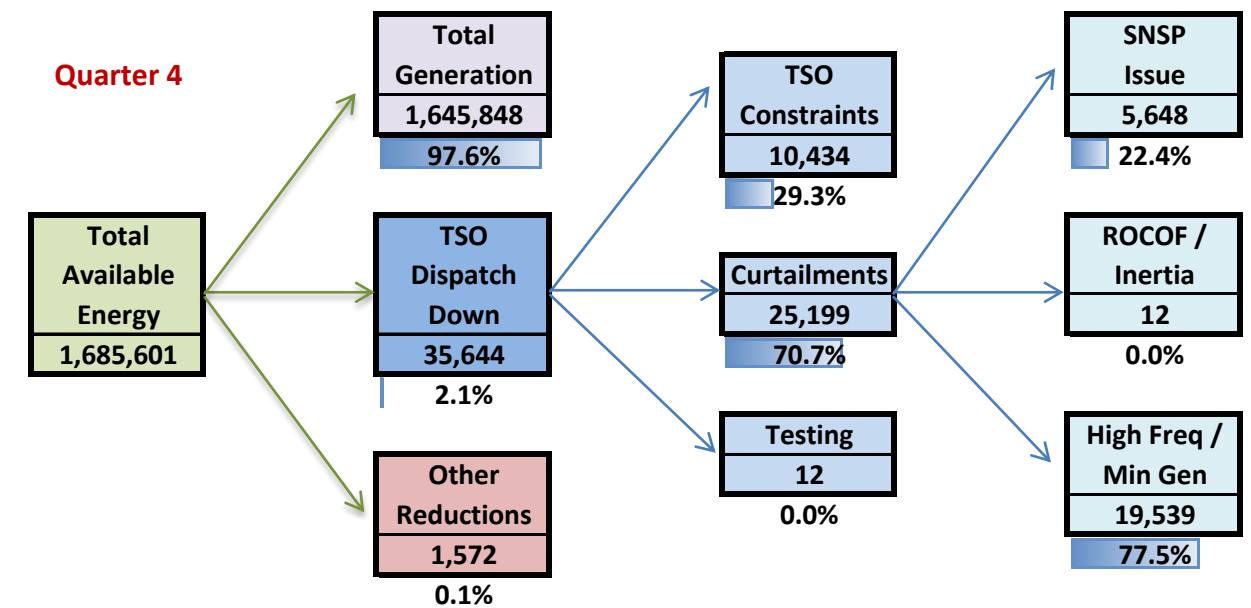 Quarter 4
Total
Available
Energy
1,685,601
Total
Generation
1,645,848
97.6%
TSO
Dispatch
Down
35,644
2.1%
Other
Reductions
1,572
0.1%
TSO
Constraints
10,434
29.3%
Curtailments
25,199
70.7%
Testing
12
0.0%
SNSP
Issue
5,648
22.4%
ROCOF /
Inertia
12
0.0%
High Freq /
Min Gen
19,539
77.5%